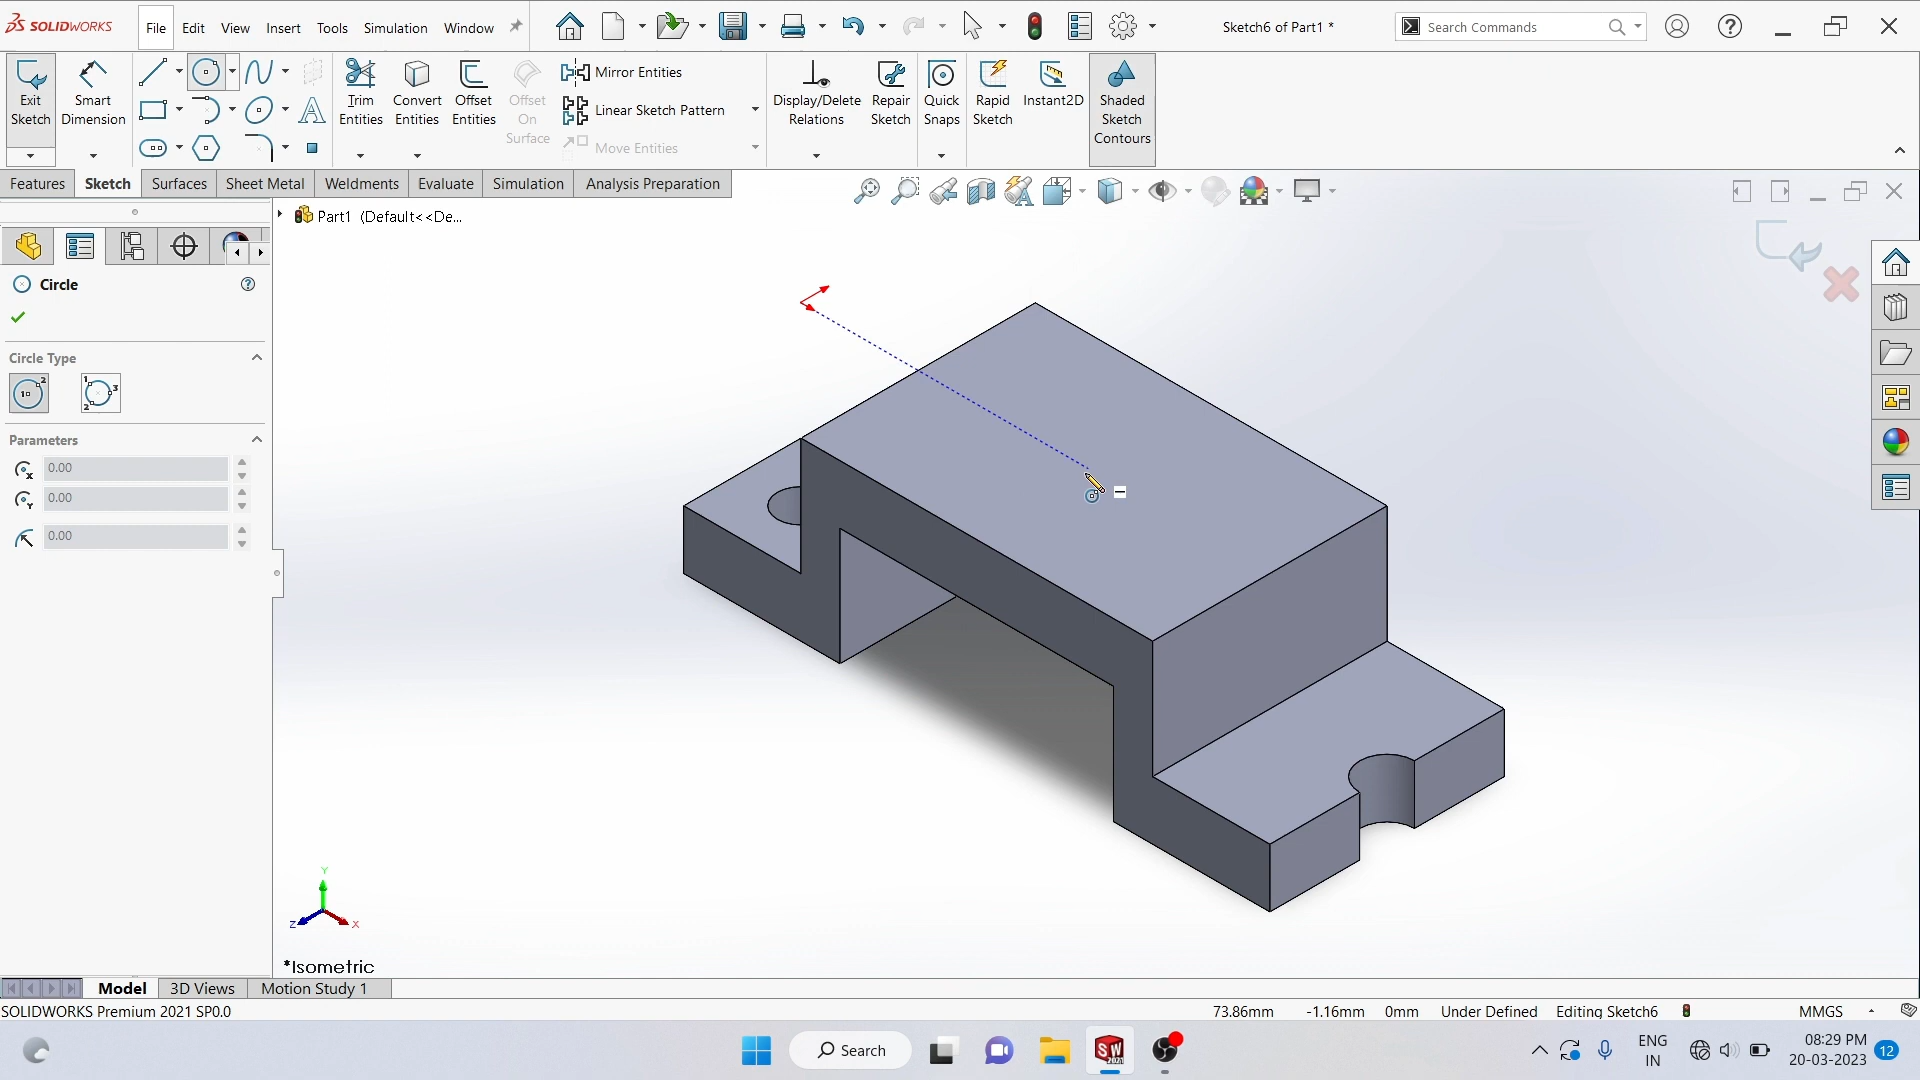 SOLIDWORKS
File Edit View Insert Tools Simulation Window
Sketch6 of Part1 *
Search Commands
Exit Sketch
Smart Dimension
Trim Entities
Convert Entities
Offset Entities
Offset On Surface
Mirror Entities
Linear Sketch Pattern
Move Entities
Display/Delete Relations
Repair Sketch
Quick Snaps
Rapid Sketch
Instant2D
Shaded Sketch Contours
Features Sketch Surfaces Sheet Metal Weldments Evaluate Simulation Analysis Preparation
Part1 (Default<<De...
Circle
Circle Type
Parameters
0.00
0.00
0.00
Y
Z
X
*Isometric
Model 3D Views Motion Study 1
SOLIDWORKS Premium 2021 SP0.0
73.86mm -1.16mm 0mm Under Defined Editing Sketch6 MMGS
Search
ENG
IN
08:29 PM
20-03-2023
12